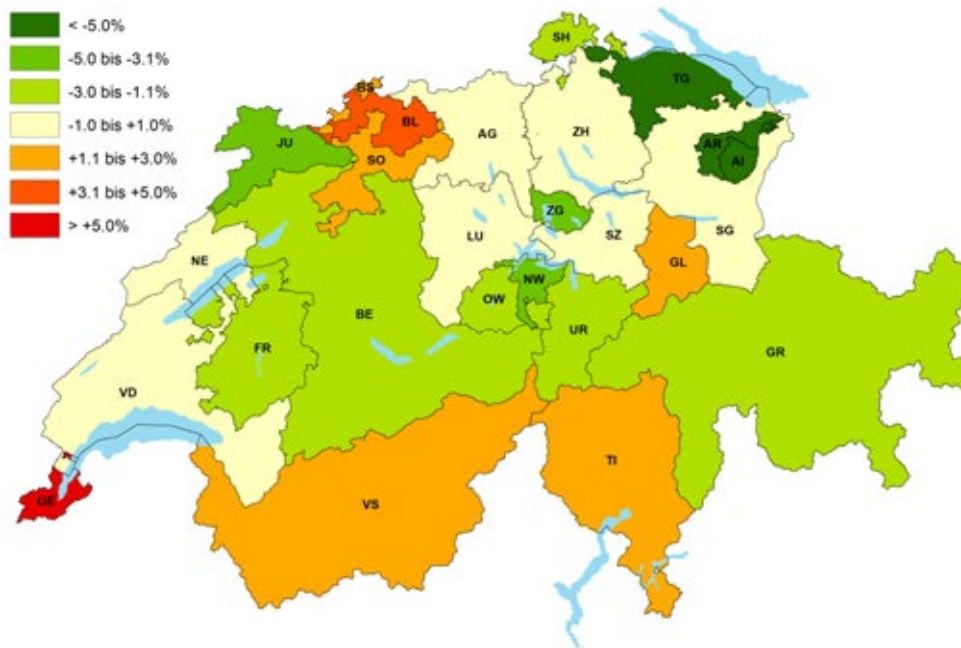 < -5.0%
-5.0 bis -3.1%
-3.0 bis -1.1%
-1.0 bis +1.0%
+1.1 bis +3.0%
+3.1 bis +5.0%
> +5.0%
SH
TG
BS
BL
AG
ZH
AR
AI
JU
SO
ZG
LU
SZ
SG
NE
GL
NW
OW
BE
UR
FR
GR
VD
TI
GE
VS